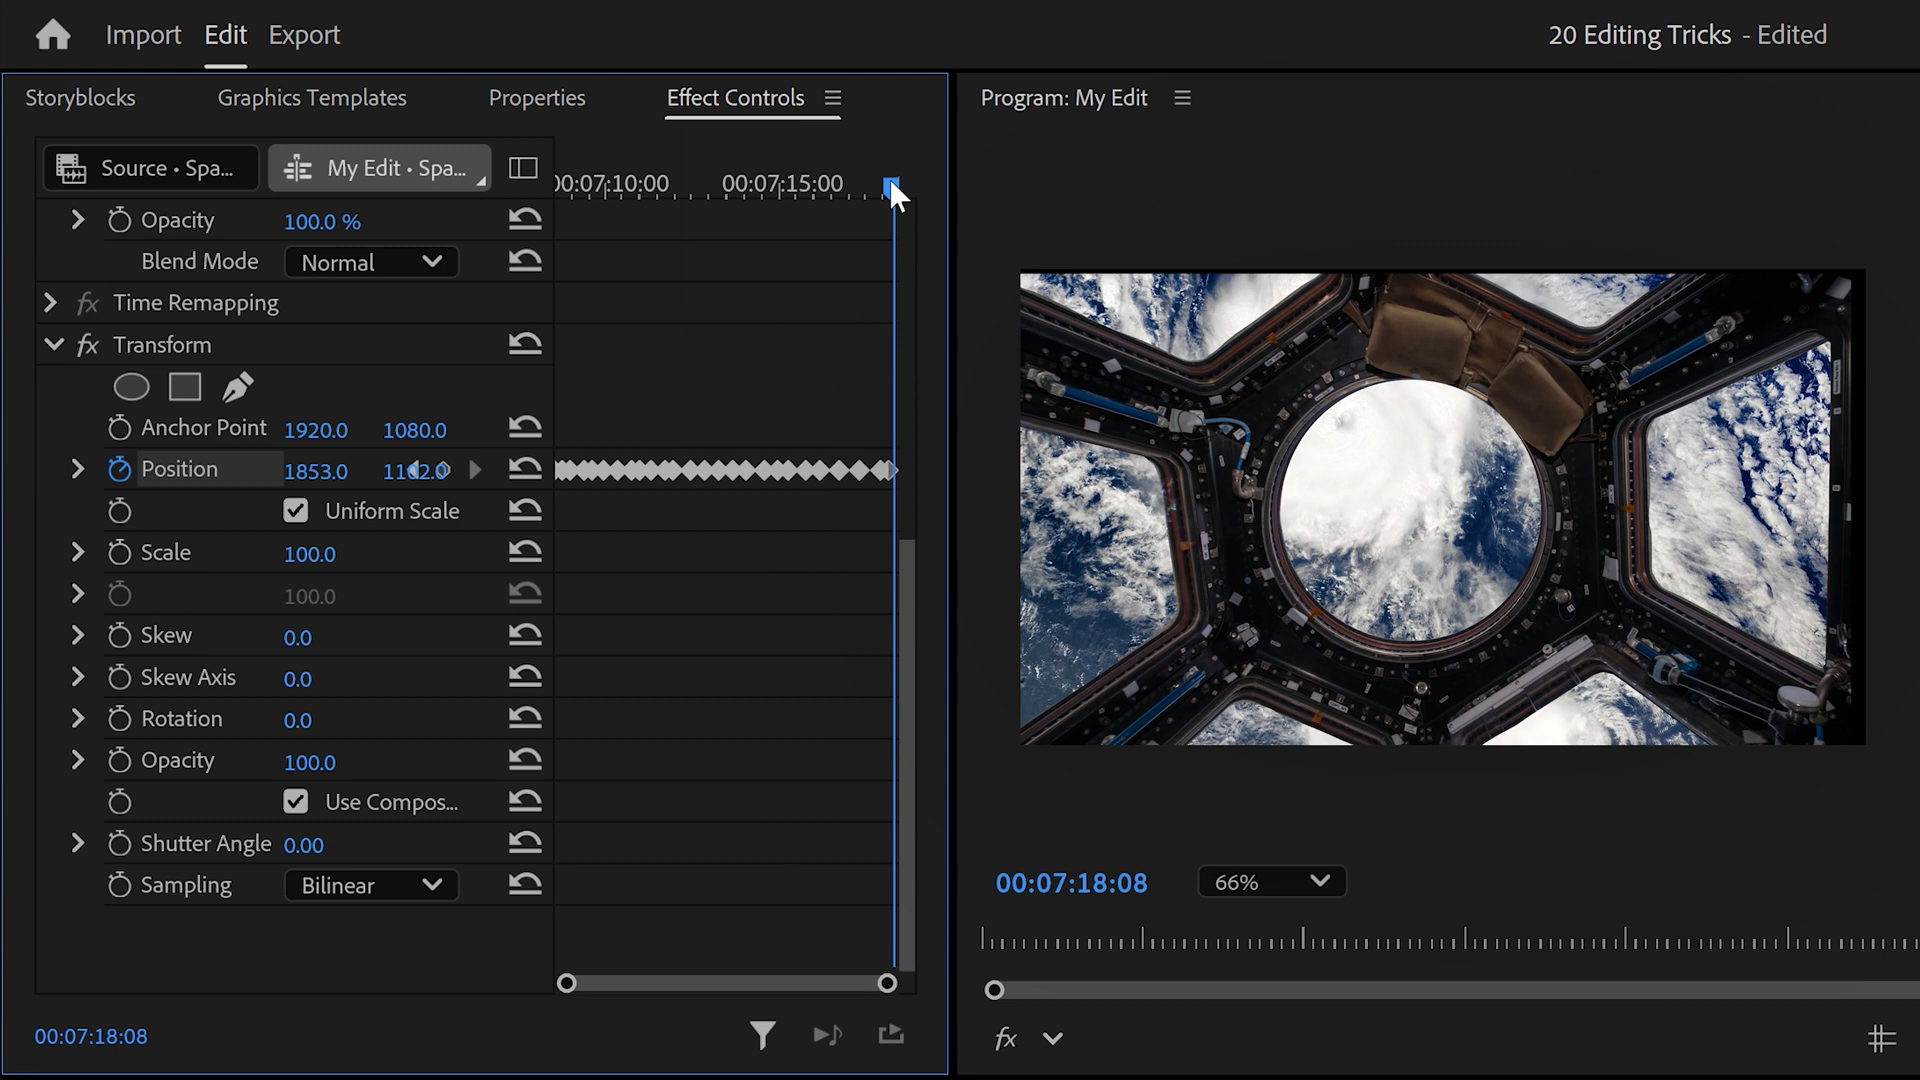 Import Edit Export
20 Editing Tricks - Edited
Storyblocks Graphics Templates Properties Effect Controls
Program: My Edit
Source • Spa... My Edit • Spa...
00:07:10:00 00:07:15:00
Opacity 100.0 %
Blend Mode Normal
fx Time Remapping
fx Transform
Anchor Point 1920.0 1080.0
Position 1853.0
Uniform Scale
Scale 100.0
100.0
Skew 0.0
Skew Axis 0.0
Rotation 0.0
Opacity 100.0
Use Compos...
Shutter Angle 0.00
Sampling Bilinear
00:07:18:08
00:07:18:08 66%
fx